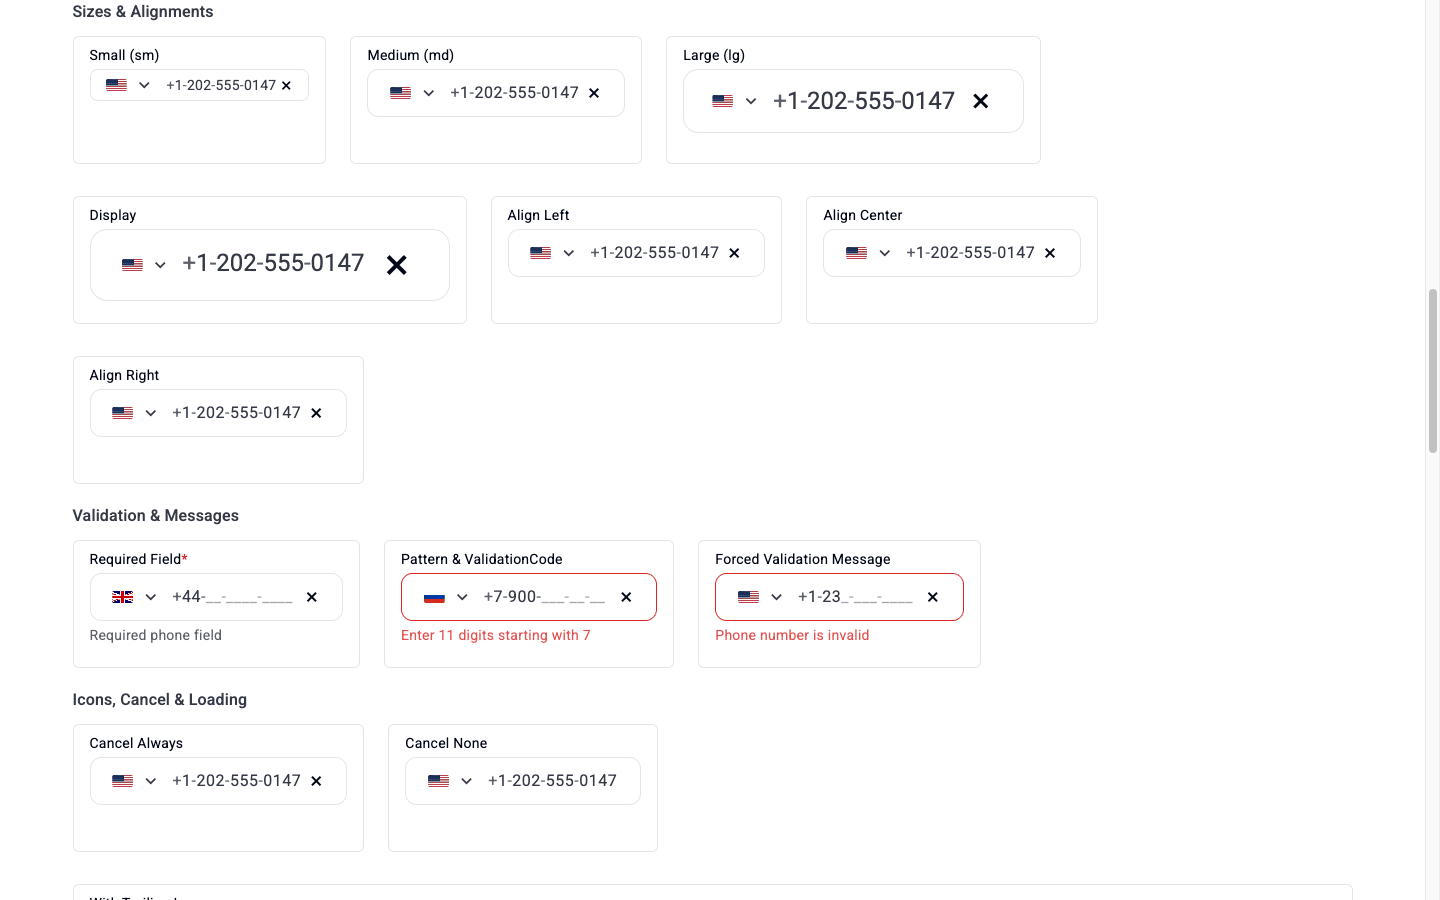 Sizes & Alignments
Small (sm)
+1-202-555-0147
Medium (md)
+1-202-555-0147
Large (lg)
+1-202-555-0147
Display
+1-202-555-0147
Align Left
+1-202-555-0147
Align Center
+1-202-555-0147
Align Right
+1-202-555-0147
Validation & Messages
Required Field*
+44-__-____-____
Required phone field
Pattern & ValidationCode
+7-900-___-__-__
Enter 11 digits starting with 7
Forced Validation Message
+1-23_-___-____
Phone number is invalid
Icons, Cancel & Loading
Cancel Always
+1-202-555-0147
Cancel None
+1-202-555-0147